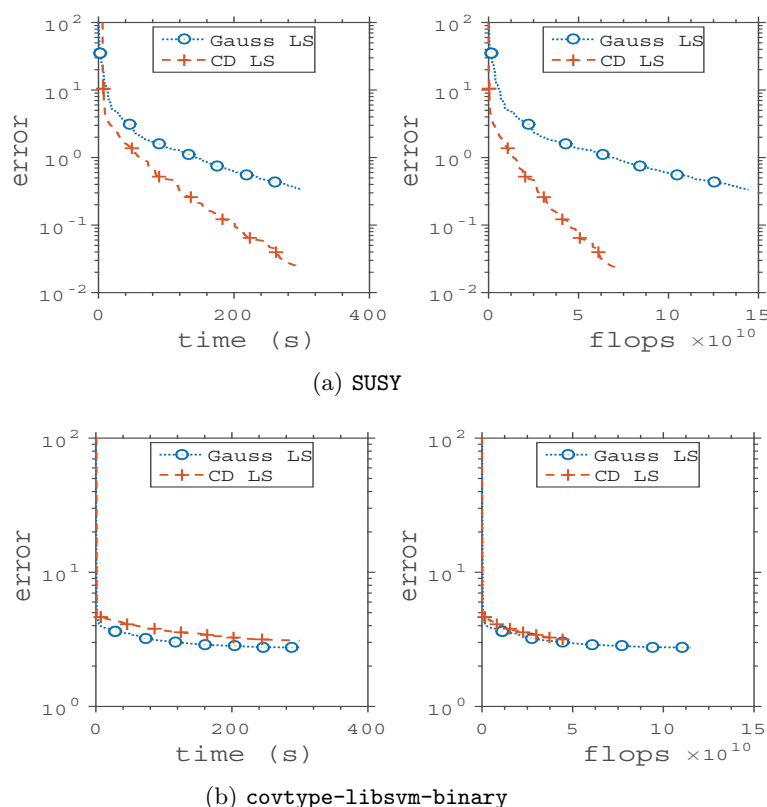 Gauss LS
CD LS
error
10^2
10^1
10^0
10^-1
10^-2
0
200
400
time (s)
Gauss LS
CD LS
error
10^2
10^1
10^0
10^-1
10^-2
0
5
10
15
flops ×10^10
(a) SUSY
Gauss LS
CD LS
error
10^2
10^1
10^0
0
200
400
time (s)
Gauss LS
CD LS
error
10^2
10^1
10^0
0
5
10
15
flops ×10^10
(b) covtype-libsvm-binary